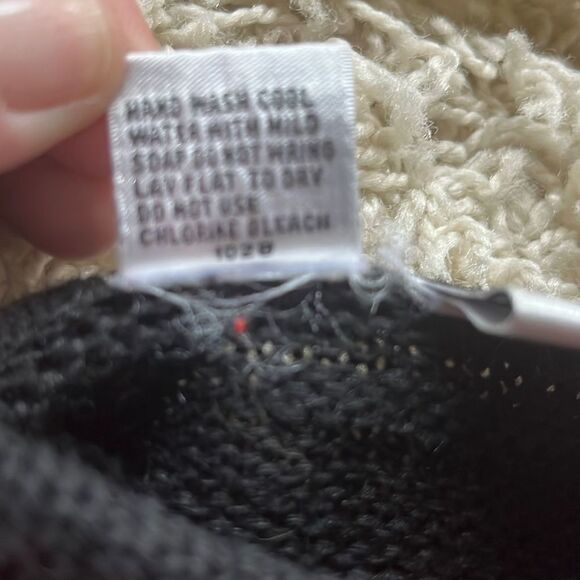 HAND WASH COOL
WATER WITH MILD
SOAP DO NOT WRING
LAY FLAT TO DRY
DO NOT USE
CHLORINE BLEACH
1028